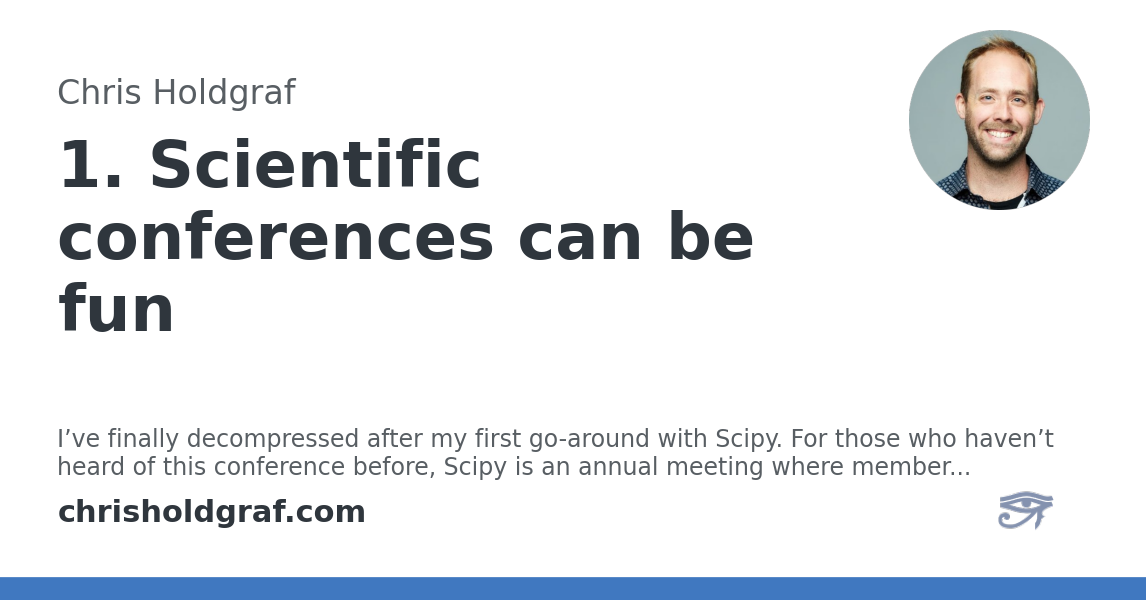 Chris Holdgraf
1. Scientific
conferences can be
fun
I’ve finally decompressed after my first go-around with Scipy. For those who haven’t
heard of this conference before, Scipy is an annual meeting where member...
chrisholdgraf.com